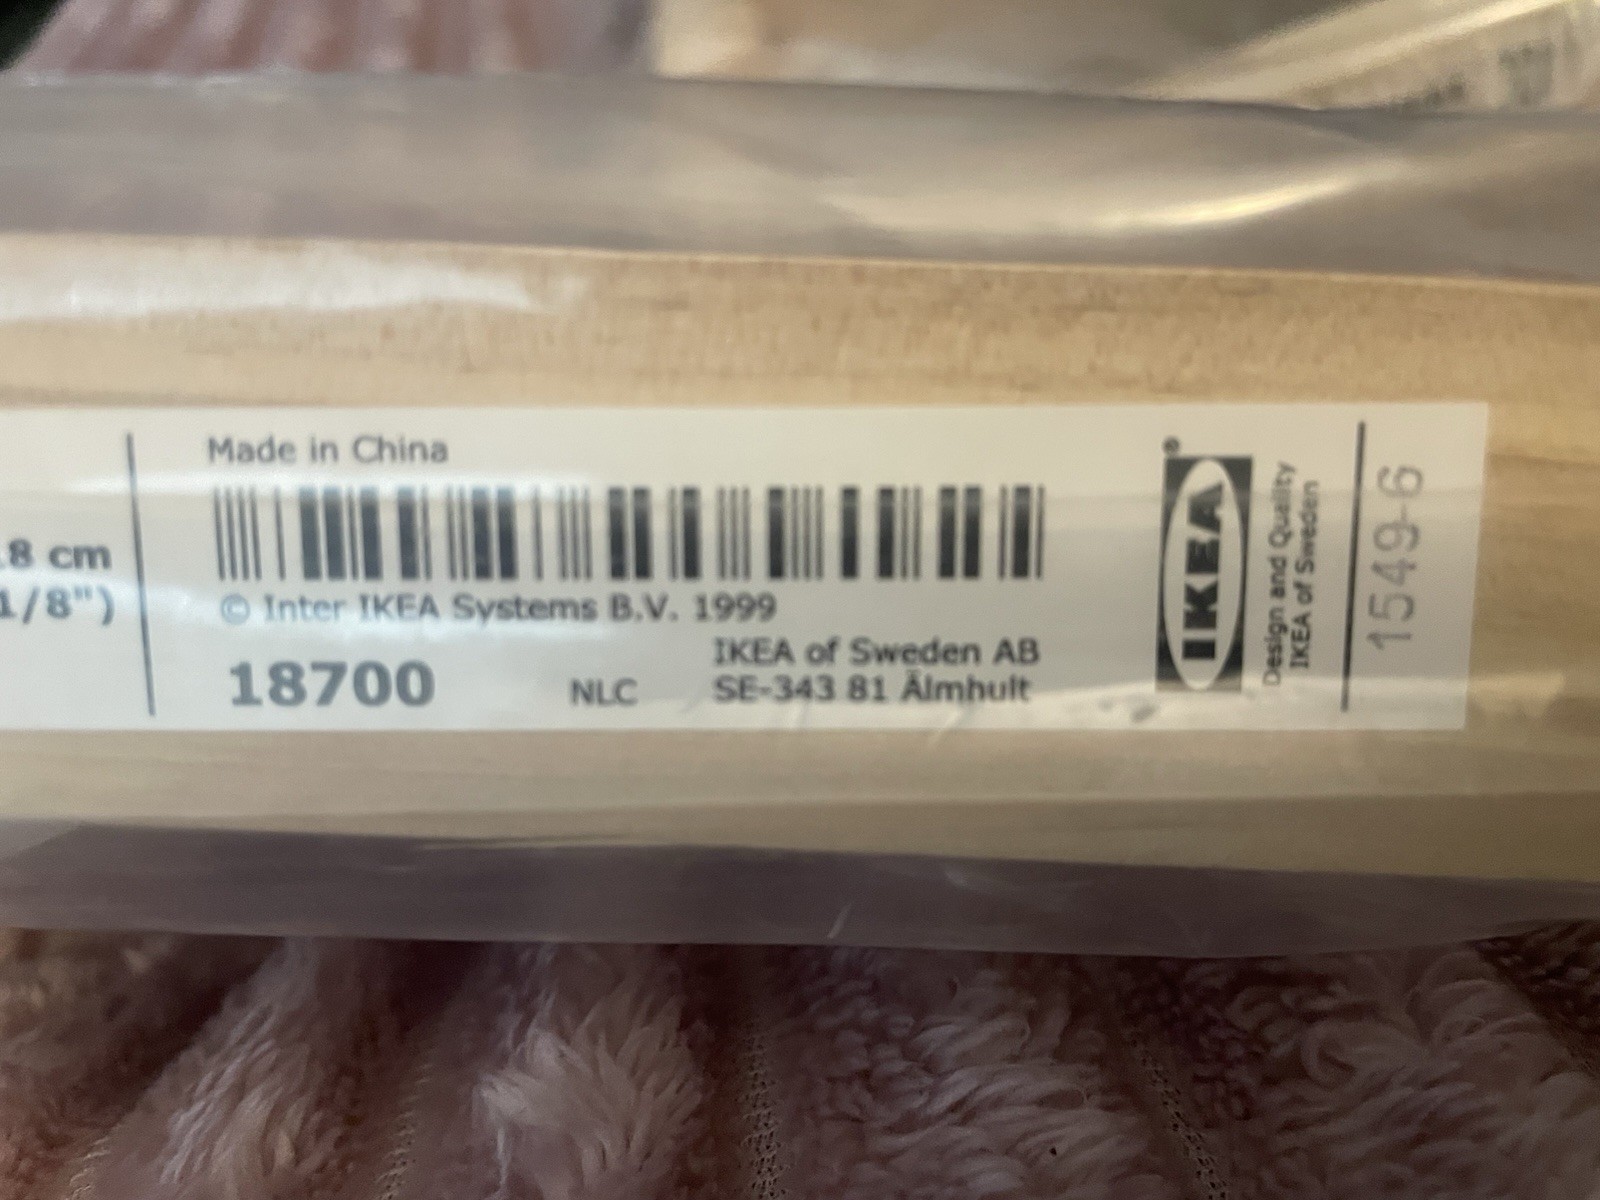 8 cm
1/8")
Made in China
© Inter IKEA Systems B.V. 1999
18700
NLC
IKEA of Sweden AB
SE-343 81 Älmhult
IKEA®
Design and Quality
IKEA of Sweden
1549-6